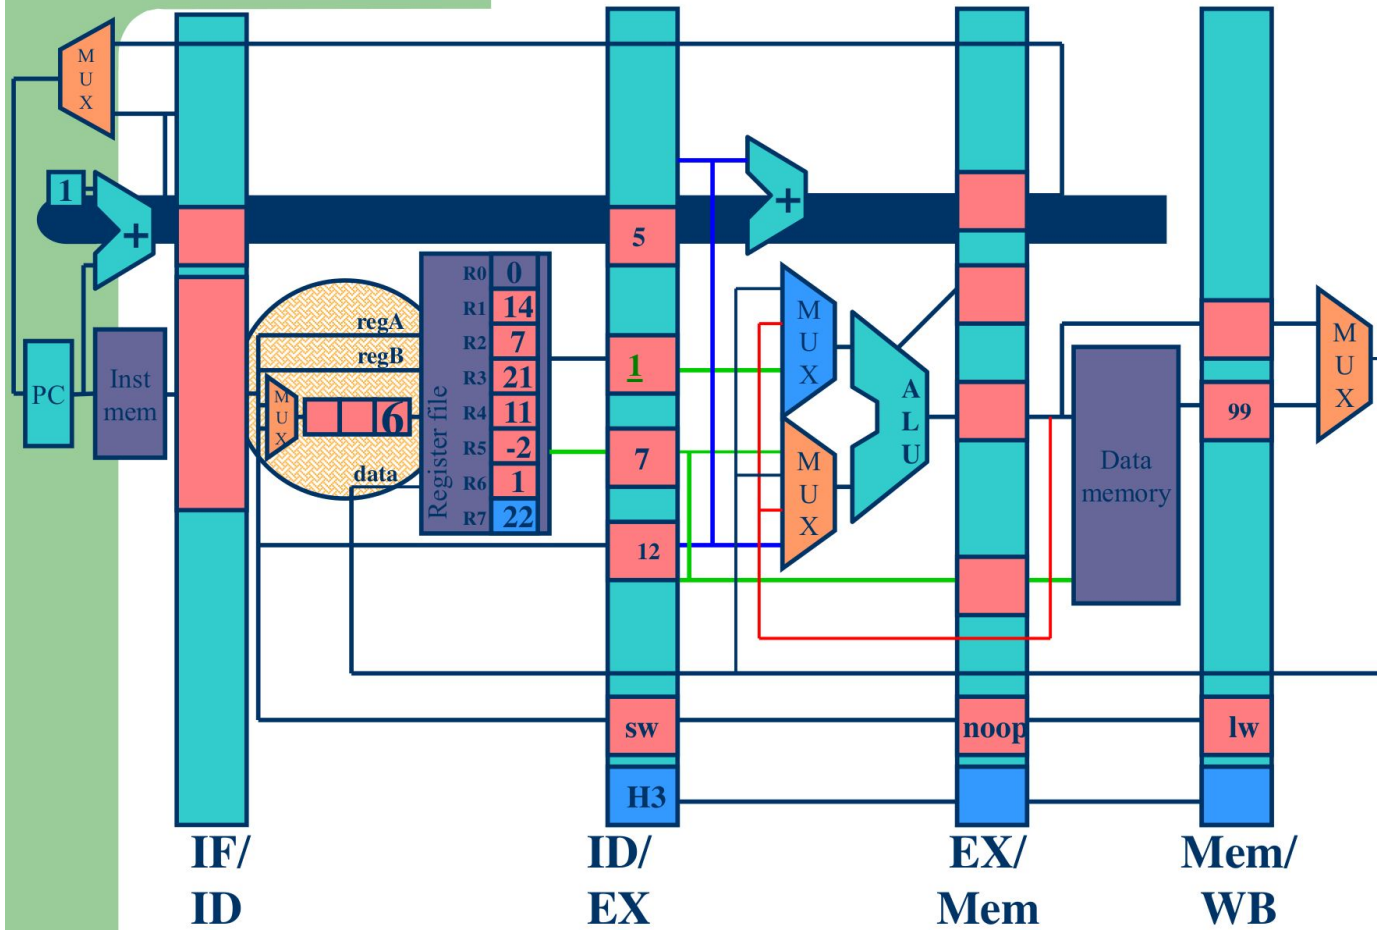 M
U
X
1
+
+
5
R0 0
R1 14
R2 7
R3 21
R4 11
R5 -2
R6 1
R7 22
Register file
regA
regB
data
M
U
X
6
PC
Inst
mem
1
7
12
M
U
X
M
U
X
A
L
U
Data
memory
99
M
U
X
sw
noop
lw
H3
IF/
ID
ID/
EX
EX/
Mem
Mem/
WB